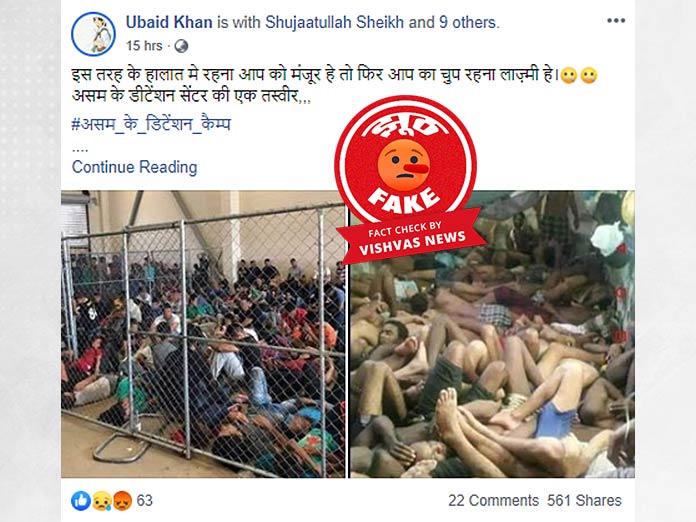 Ubaid Khan is with Shujaatullah Sheikh and 9 others.
15 hrs ·
इस तरह के हालात मे रहना आप को मंजूर हे तो फिर आप का चुप रहना लाज़्मी हे।😬😬
असम के डीटेंशन सेंटर की एक तस्वीर,,,
#असम_के_डिटेंशन_कैम्प
....
Continue Reading
झूठ
FAKE
FACT CHECK BY
VISHVAS NEWS
63
22 Comments 561 Shares